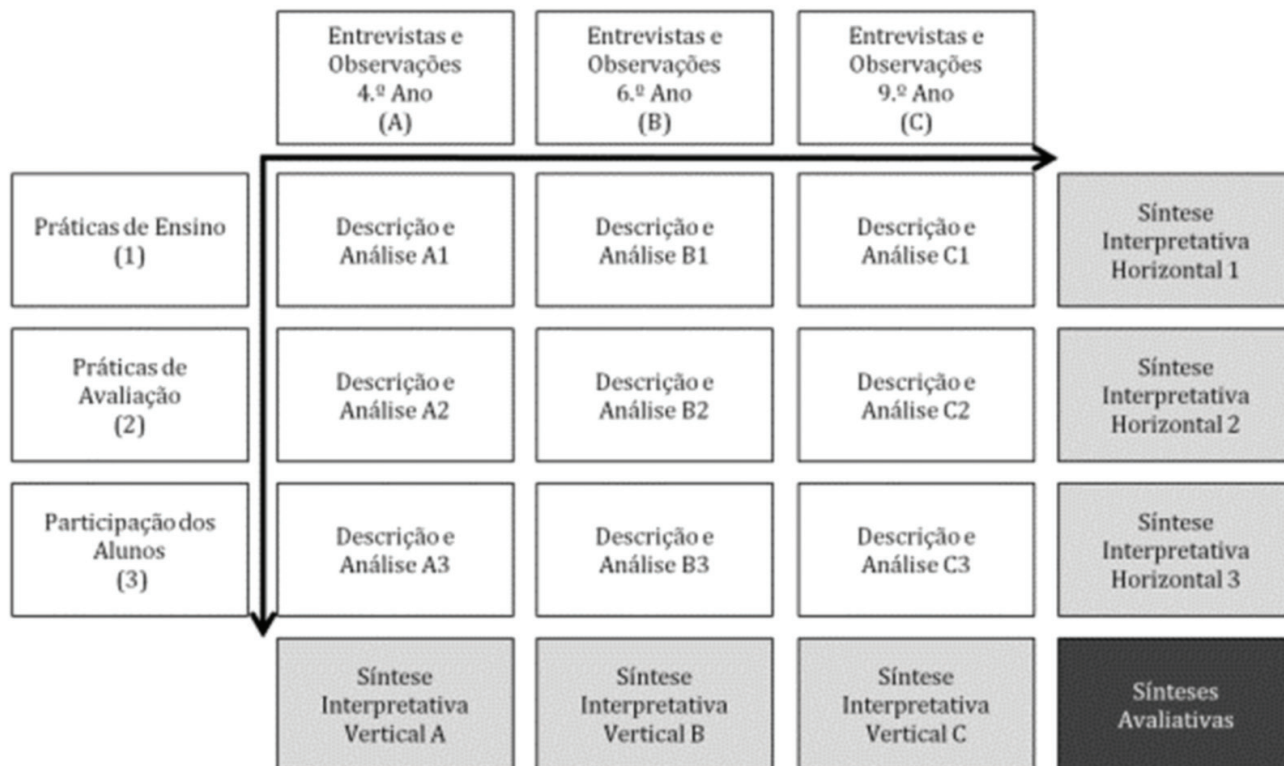 Entrevistas e
Observações
4.º Ano
(A)
Entrevistas e
Observações
6.º Ano
(B)
Entrevistas e
Observações
9.º Ano
(C)
Práticas de Ensino
(1)
Descrição e
Análise A1
Descrição e
Análise B1
Descrição e
Análise C1
Síntese
Interpretativa
Horizontal 1
Práticas de
Avaliação
(2)
Descrição e
Análise A2
Descrição e
Análise B2
Descrição e
Análise C2
Síntese
Interpretativa
Horizontal 2
Participação dos
Alunos
(3)
Descrição e
Análise A3
Descrição e
Análise B3
Descrição e
Análise C3
Síntese
Interpretativa
Horizontal 3
Síntese
Interpretativa
Vertical A
Síntese
Interpretativa
Vertical B
Síntese
Interpretativa
Vertical C
Sínteses
Avaliativas